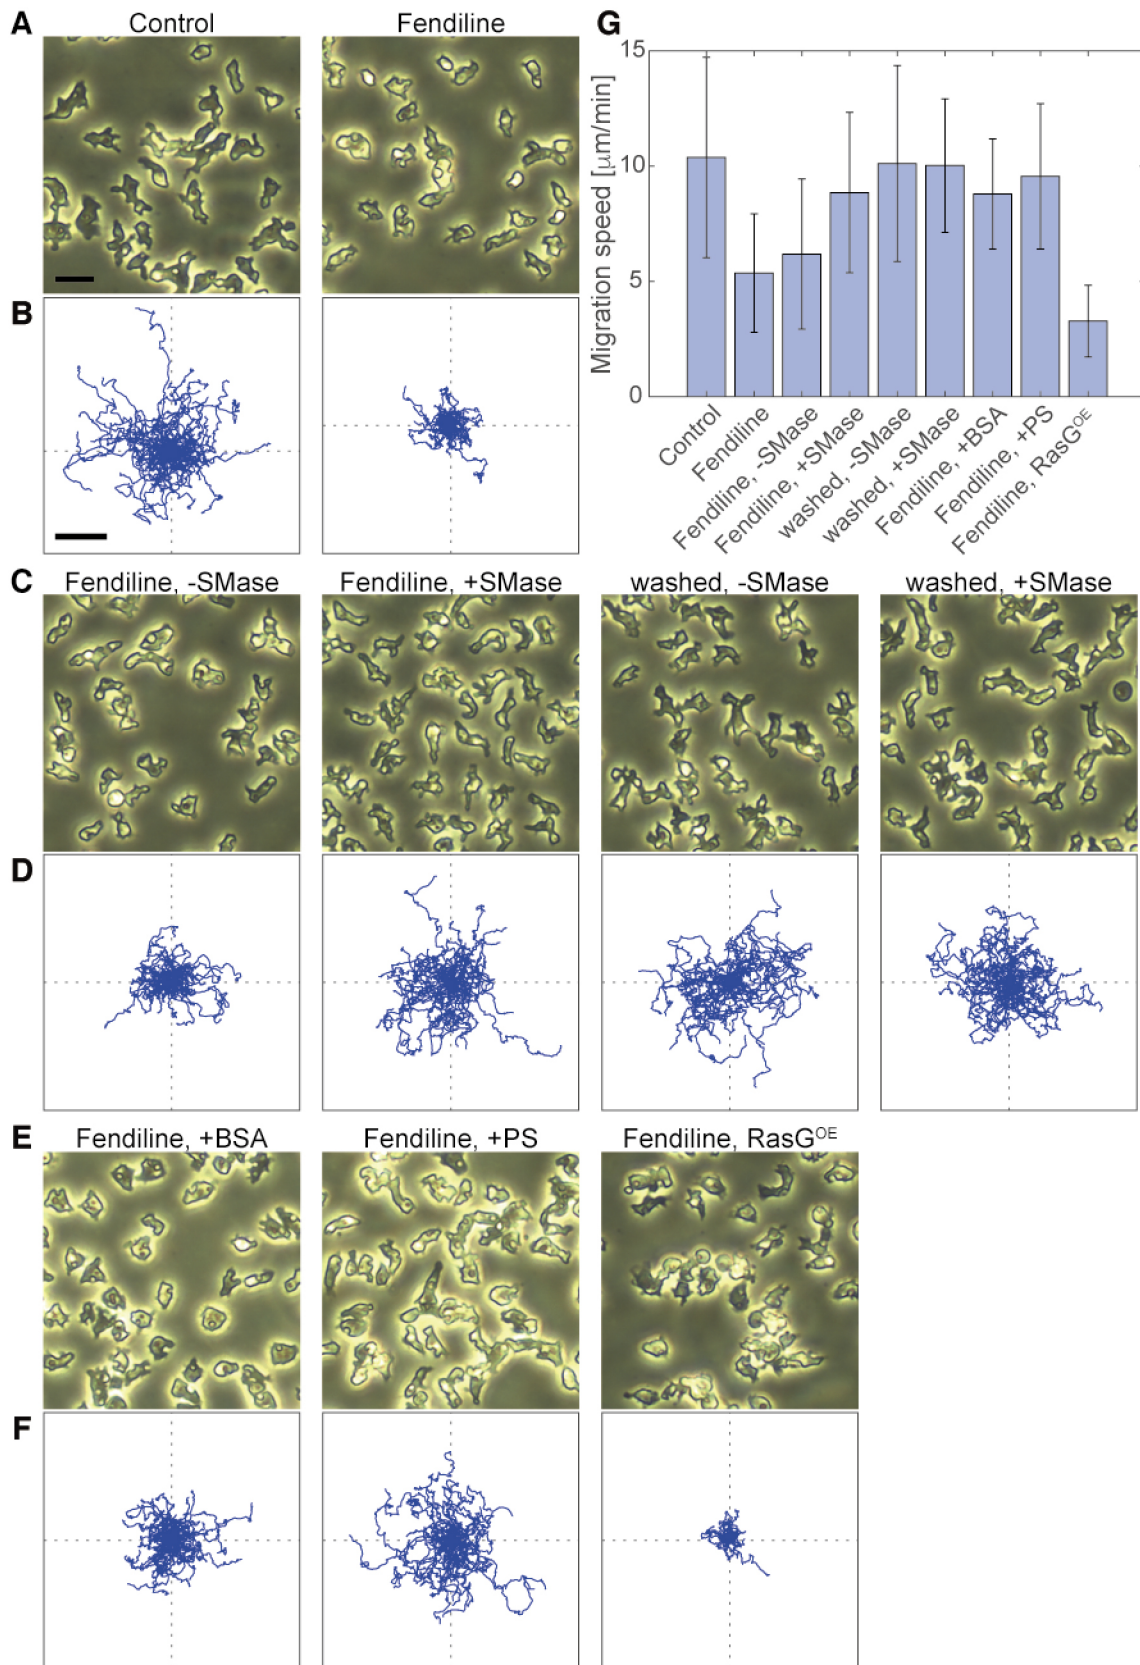 A
Control
Fendiline
B
C
Fendiline, -SMase
Fendiline, +SMase
washed, -SMase
washed, +SMase
D
E
Fendiline, +BSA
Fendiline, +PS
Fendiline, RasG^OE
F
G
Migration speed [μm/min]
15
10
5
0
Control
Fendiline
Fendiline, -SMase
Fendiline, +SMase
washed, -SMase
washed, +SMase
Fendiline, +BSA
Fendiline, +PS
Fendiline, RasG^OE